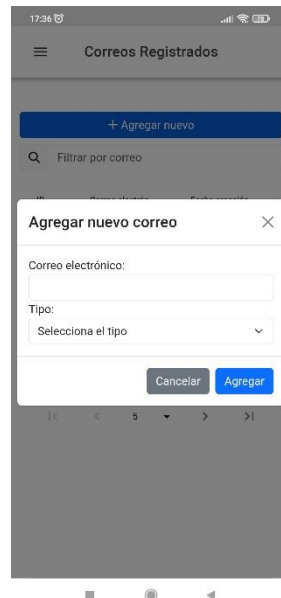 17:36
Correos Registrados
+ Agregar nuevo
Filtrar por correo
Agregar nuevo correo
Correo electrónico:
Tipo:
Selecciona el tipo
Cancelar Agregar
5